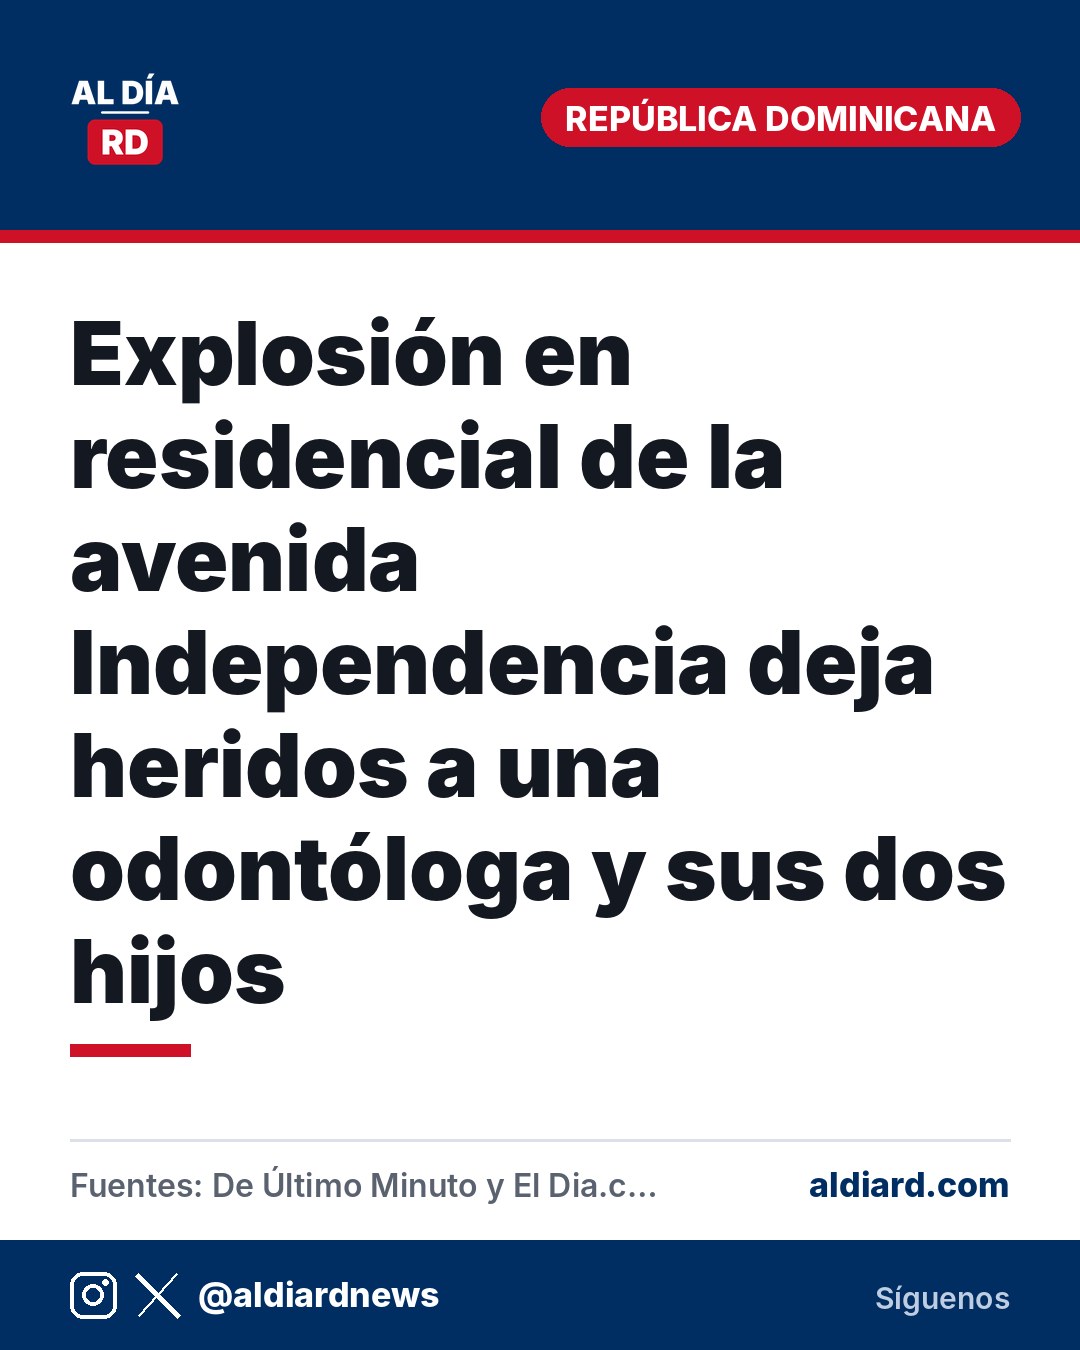 AL DÍA
RD
REPÚBLICA DOMINICANA
Explosión en
residencial de la
avenida
Independencia deja
heridos a una
odontóloga y sus dos
hijos
Fuentes: De Último Minuto y El Dia.c...
aldiard.com
@aldiardnews
Síguenos